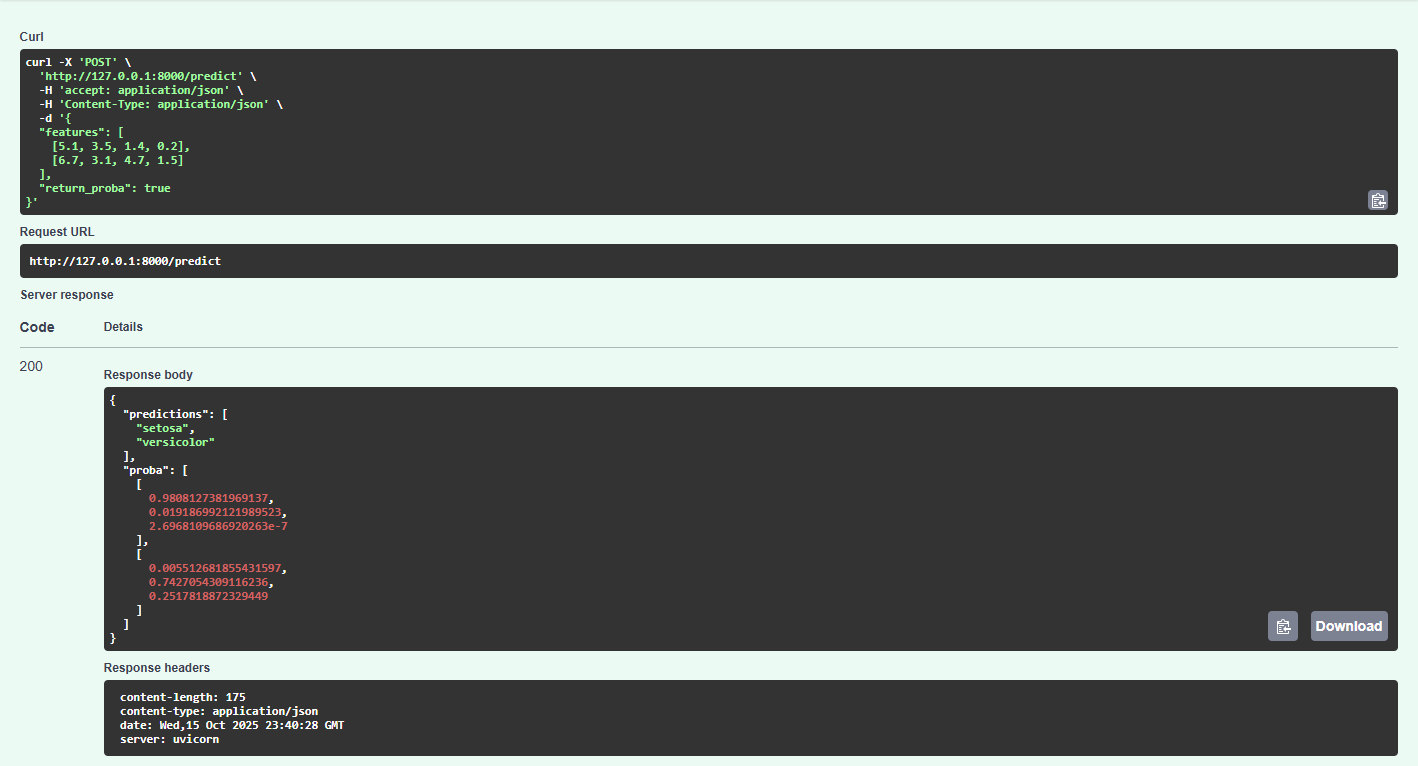 Curl
curl -X 'POST' \
  'http://127.0.0.1:8000/predict' \
  -H 'accept: application/json' \
  -H 'Content-Type: application/json' \
  -d '{
  "features": [
    [5.1, 3.5, 1.4, 0.2],
    [6.7, 3.1, 4.7, 1.5]
  ],
  "return_proba": true
}'
Request URL
http://127.0.0.1:8000/predict
Server response
Code Details
200
Response body
{
  "predictions": [
    "setosa",
    "versicolor"
  ],
  "proba": [
    [
      0.9808127381969137,
      0.019186992121989523,
      2.6968109686920263e-7
    ],
    [
      0.005512681855431597,
      0.7427054309116236,
      0.2517818872329449
    ]
  ]
}
Download
Response headers
content-length: 175
content-type: application/json
date: Wed,15 Oct 2025 23:40:28 GMT
server: uvicorn